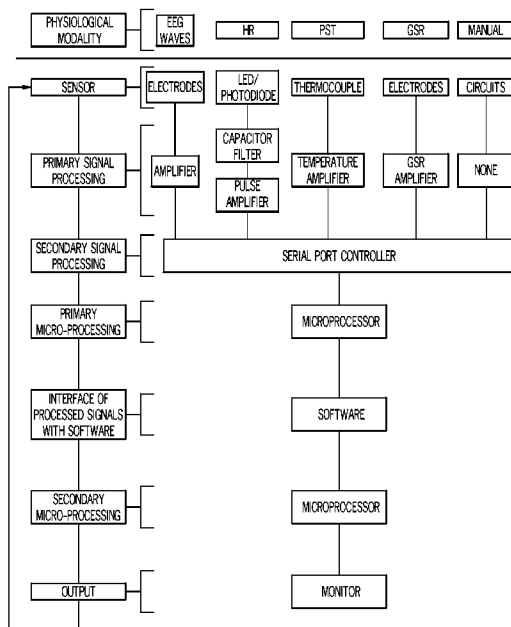 PHYSIOLOGICAL
MODALITY
EEG
WAVES
HR
PST
GSR
MANUAL
SENSOR
ELECTRODES
LED/
PHOTODIODE
THERMOCOUPLE
ELECTRODES
CIRCUITS
PRIMARY SIGNAL
PROCESSING
AMPLIFIER
CAPACITOR
FILTER
PULSE
AMPLIFIER
TEMPERATURE
AMPLIFIER
GSR
AMPLIFIER
NONE
SECONDARY SIGNAL
PROCESSING
SERIAL PORT CONTROLLER
PRIMARY
MICRO-PROCESSING
MICROPROCESSOR
INTERFACE OF
PROCESSED SIGNALS
WITH SOFTWARE
SOFTWARE
SECONDARY
MICRO-PROCESSING
MICROPROCESSOR
OUTPUT
MONITOR